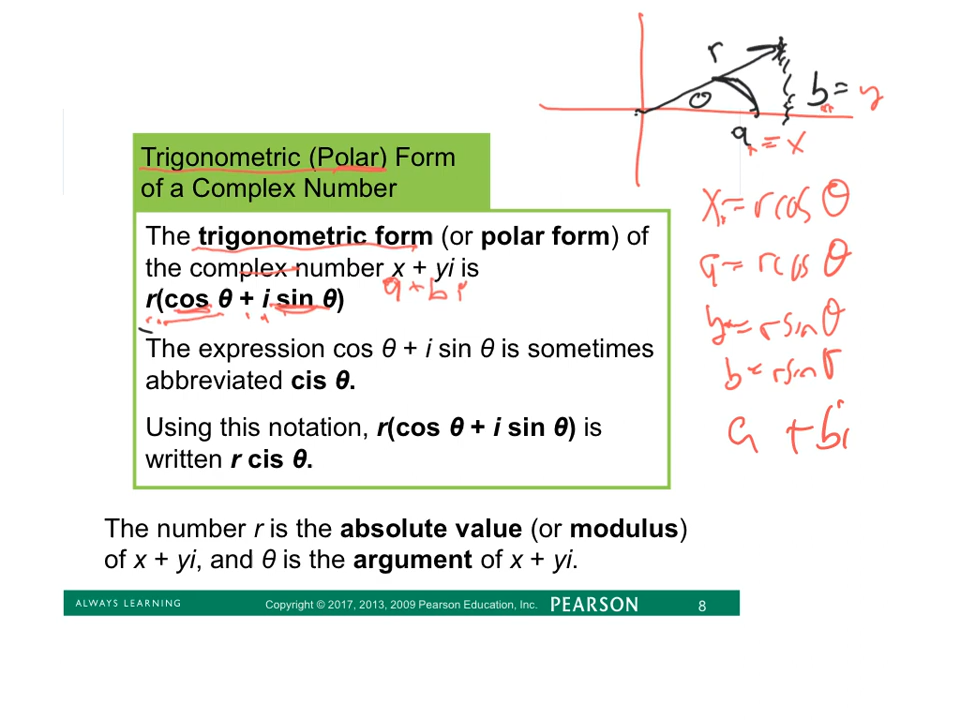 r
θ
b = y
a = x
Trigonometric (Polar) Form
of a Complex Number
The trigonometric form (or polar form) of
the complex number x + yi is
a + bi
r(cos θ + i sin θ)
The expression cos θ + i sin θ is sometimes
abbreviated cis θ.
Using this notation, r(cos θ + i sin θ) is
written r cis θ.
x = r cos θ
a = r cos θ
y = r sin θ
b = r sin
a + bi
The number r is the absolute value (or modulus)
of x + yi, and θ is the argument of x + yi.
ALWAYS LEARNING
Copyright © 2017, 2013, 2009 Pearson Education, Inc.
PEARSON
8